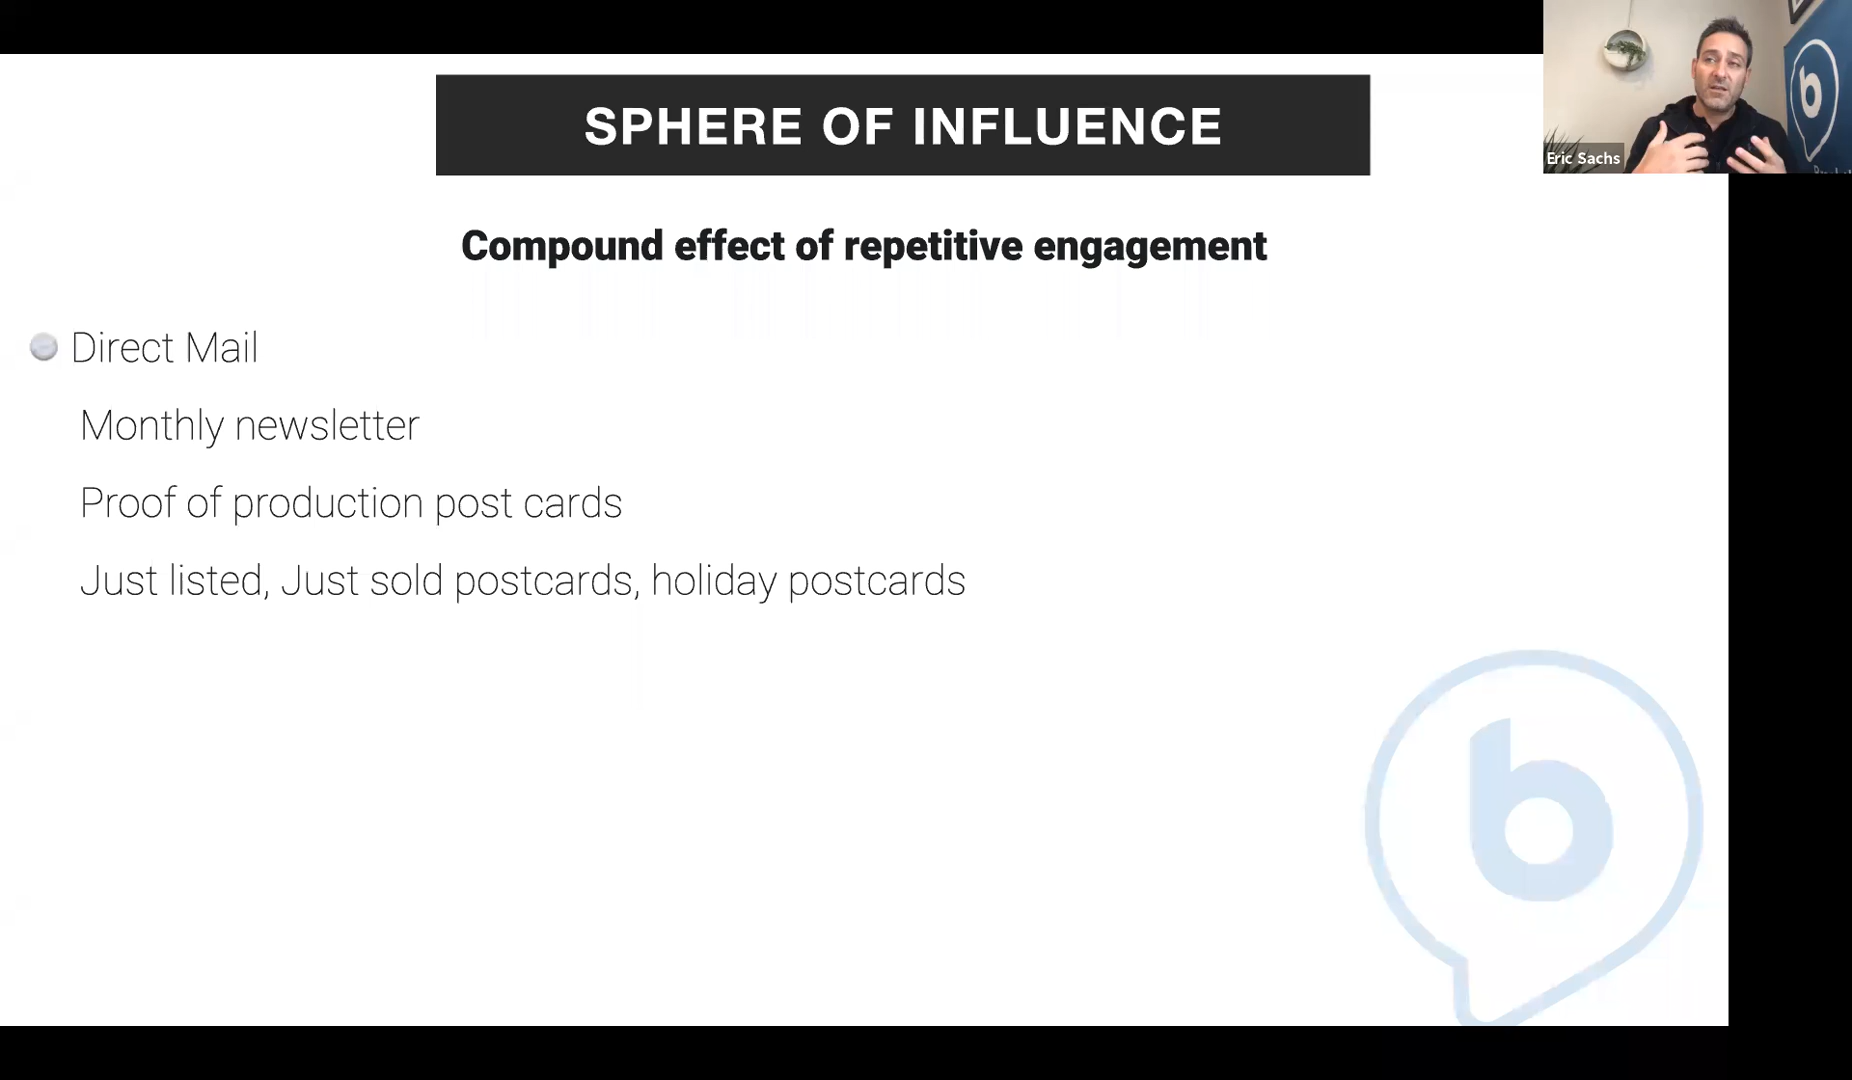 SPHERE OF INFLUENCE
Eric Sachs
Compound effect of repetitive engagement
Direct Mail
Monthly newsletter
Proof of production post cards
Just listed, Just sold postcards, holiday postcards
b
b